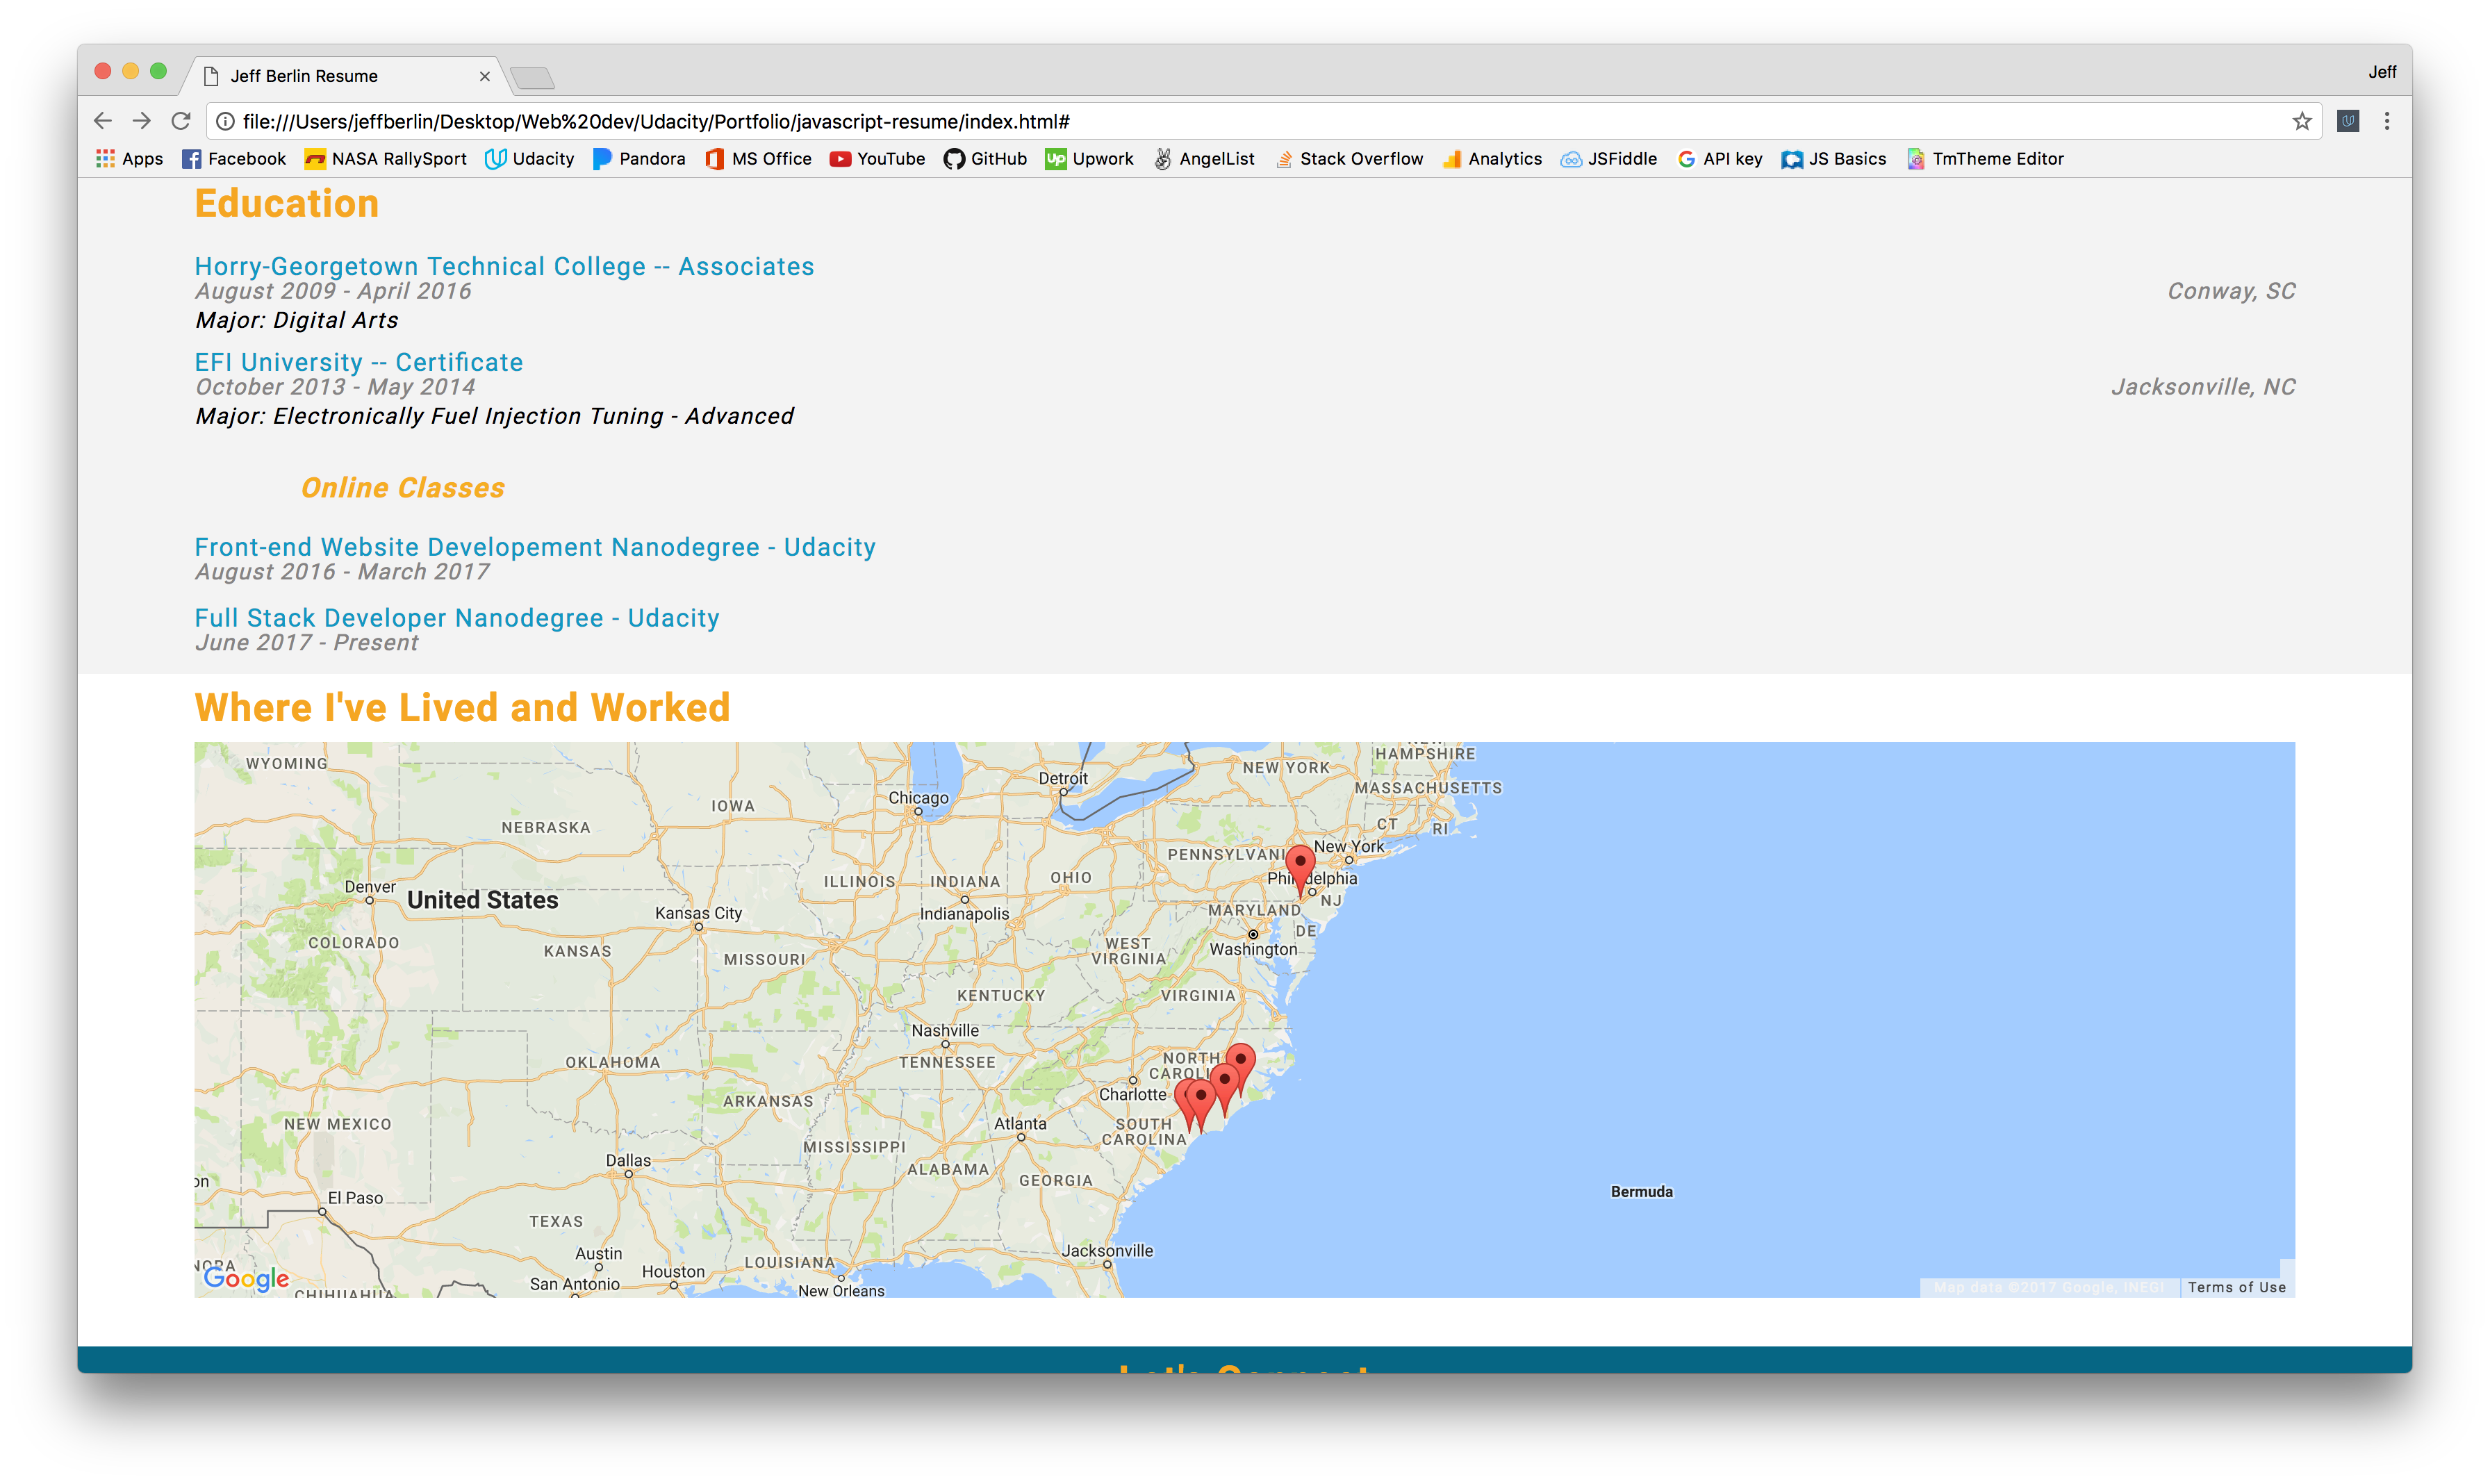 Jeff Berlin Resume
Jeff
file:///Users/jeffberlin/Desktop/Web%20dev/Udacity/Portfolio/javascript-resume/index.html#
Apps Facebook NASA RallySport Udacity Pandora MS Office YouTube GitHub Up Upwork AngelList Stack Overflow Analytics JSFiddle API key JS Basics TmTheme Editor
Education
Horry-Georgetown Technical College -- Associates
August 2009 - April 2016 Conway, SC
Major: Digital Arts
EFI University -- Certificate
October 2013 - May 2014 Jacksonville, NC
Major: Electronically Fuel Injection Tuning - Advanced
Online Classes
Front-end Website Developement Nanodegree - Udacity
August 2016 - March 2017
Full Stack Developer Nanodegree - Udacity
June 2017 - Present
Where I've Lived and Worked
HAMPSHIRE
WYOMING
NEW YORK
Detroit
MASSACHUSETTS
Chicago
IOWA
NEBRASKA
CT
RI
New York
PENNSYLVANI
ILLINOIS
INDIANA
OHIO
Philadelphia
Denver
United States
NJ
Kansas City
Indianapolis
MARYLAND
DE
COLORADO
KANSAS
MISSOURI
WEST
VIRGINIA
Washington
KENTUCKY
VIRGINIA
Nashville
OKLAHOMA
TENNESSEE
NORTH
CAROLI
Charlotte
ARKANSAS
NEW MEXICO
Atlanta
SOUTH
CAROLINA
MISSISSIPPI
Dallas
ALABAMA
GEORGIA
on
El Paso
Bermuda
TEXAS
Austin
Jacksonville
LOUISIANA
Houston
San Antonio
New Orleans
NORA
Google
CHIHUAHUA
Map data ©2017 Google, INEGI
Terms of Use
Let's Connect